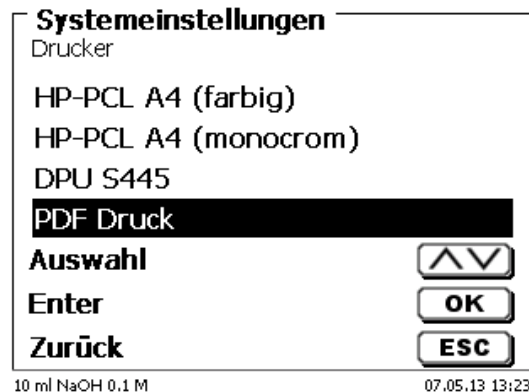 Systemeinstellungen
Drucker
HP-PCL A4 (farbig)
HP-PCL A4 (monocrom)
DPU S445
PDF Druck
Auswahl
Enter OK
Zurück ESC
10 ml NaOH 0.1 M 07.05.13 13:23